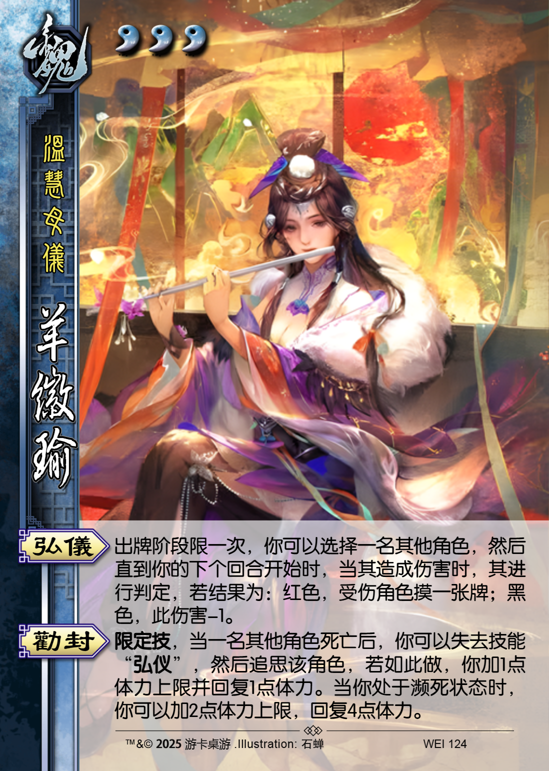 魏
溫慧母儀
羊徽瑜
弘儀
出牌阶段限一次，你可以选择一名其他角色，然后
直到你的下个回合开始时，当其造成伤害时，其进
行判定，若结果为：红色，受伤角色摸一张牌；黑
色，此伤害-1。
勸封
限定技，当一名其他角色死亡后，你可以失去技能
“弘仪”，然后追思该角色，若如此做，你加1点
体力上限并回复1点体力。当你处于濒死状态时，
你可以加2点体力上限，回复4点体力。
™&© 2025 游卡桌游 .Illustration: 石蝉
WEI 124